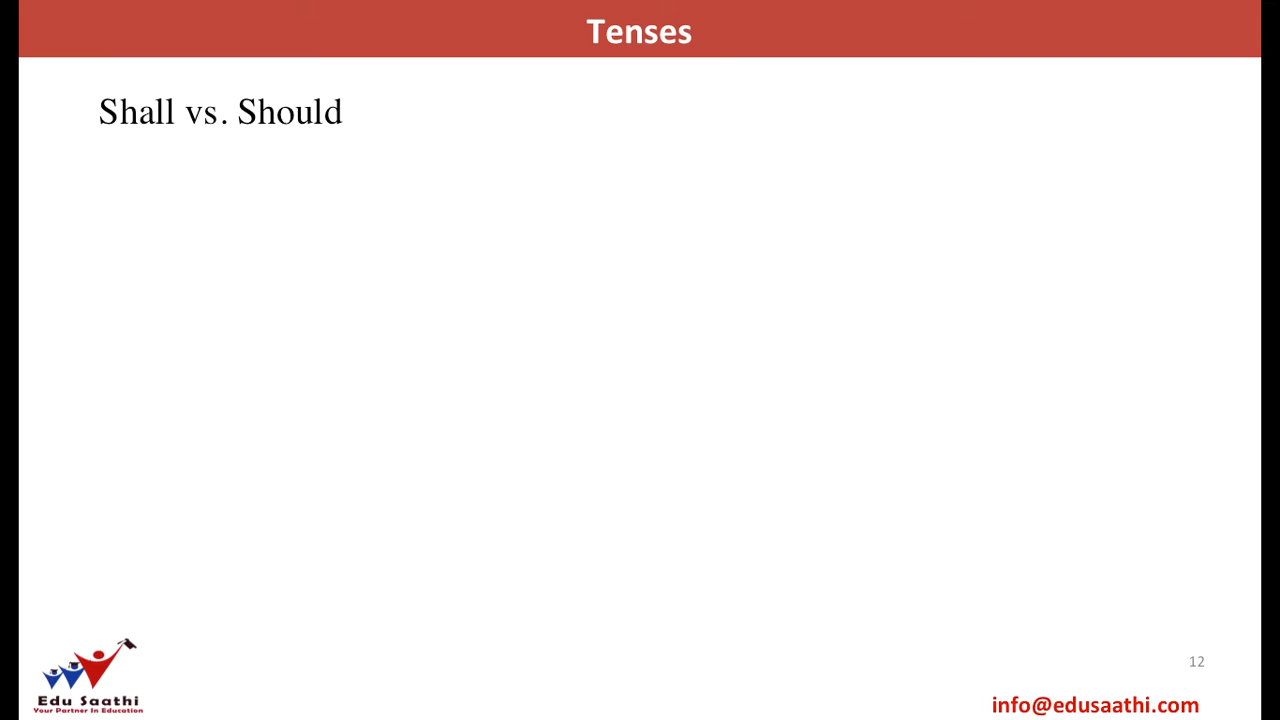 Tenses
Shall vs. Should
12
Edu Saathi
Your Partner In Education
info@edusaathi.com